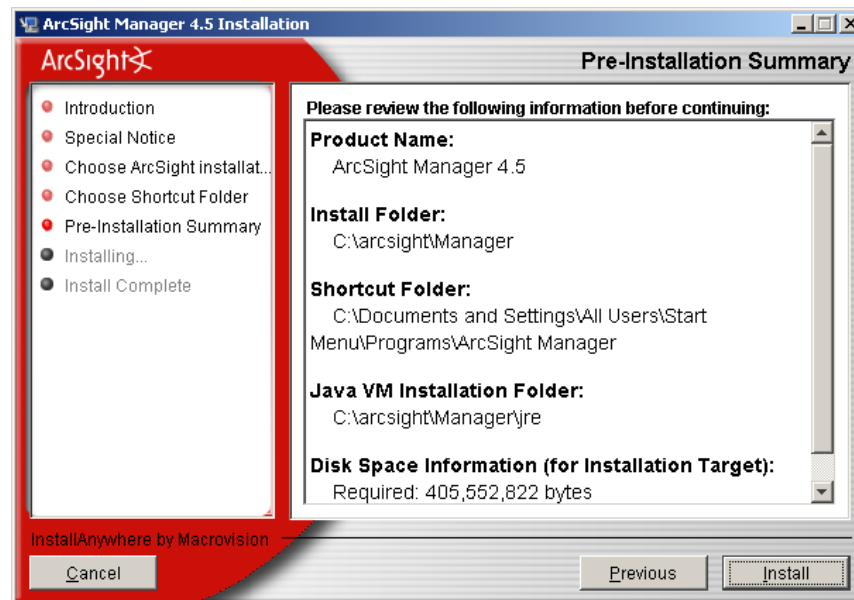 ArcSight Manager 4.5 Installation
ArcSight
Pre-Installation Summary
Introduction
Special Notice
Choose ArcSight installat...
Choose Shortcut Folder
Pre-Installation Summary
Installing...
Install Complete
Please review the following information before continuing:
Product Name:
ArcSight Manager 4.5
Install Folder:
C:\arcsight\Manager
Shortcut Folder:
C:\Documents and Settings\All Users\Start
Menu\Programs\ArcSight Manager
Java VM Installation Folder:
C:\arcsight\Manager\jre
Disk Space Information (for Installation Target):
Required: 405,552,822 bytes
InstallAnywhere by Macrovision
Cancel
Previous
Install